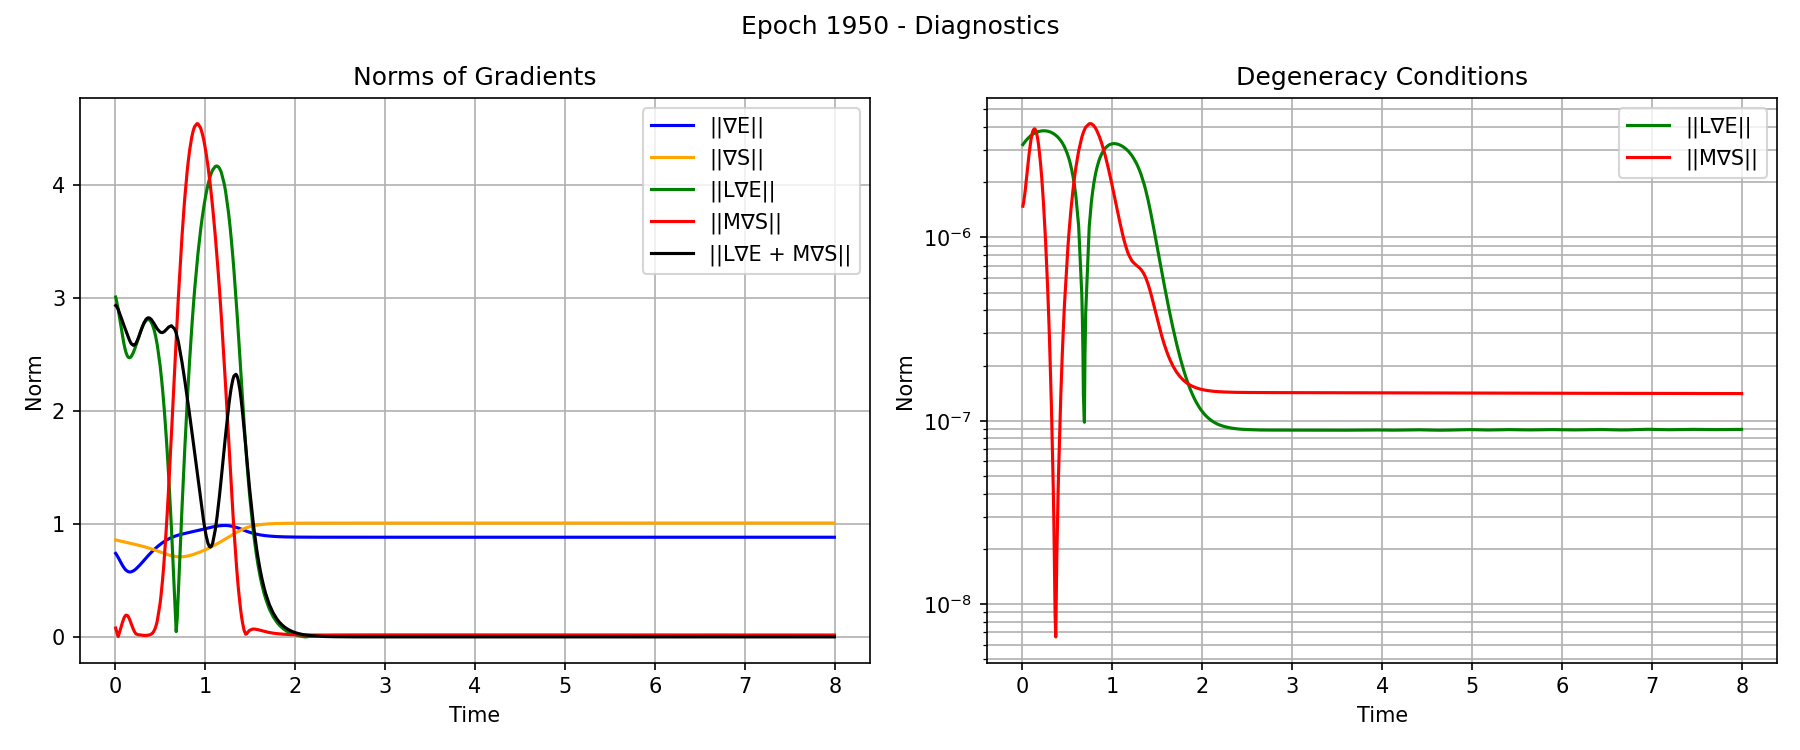 Epoch 1950 - Diagnostics
Norms of Gradients
||∇E||
||∇S||
||L∇E||
||M∇S||
||L∇E + M∇S||
Norm
4
3
2
1
0
0 1 2 3 4 5 6 7 8
Time
Degeneracy Conditions
||L∇E||
||M∇S||
Norm
10⁻⁶
10⁻⁷
10⁻⁸
0 1 2 3 4 5 6 7 8
Time